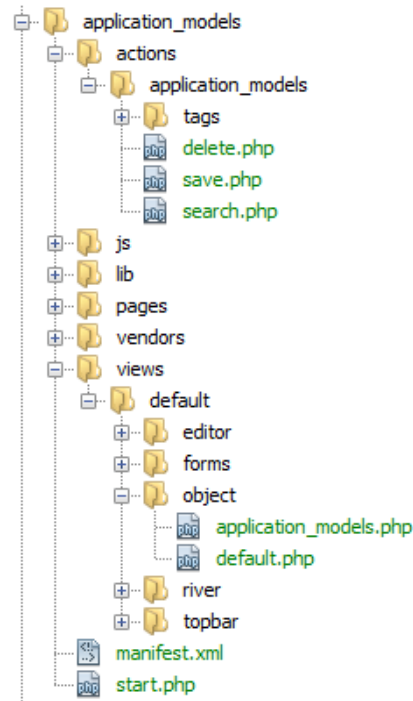 application_models
actions
application_models
tags
delete.php
save.php
search.php
js
lib
pages
vendors
views
default
editor
forms
object
application_models.php
default.php
river
topbar
manifest.xml
start.php